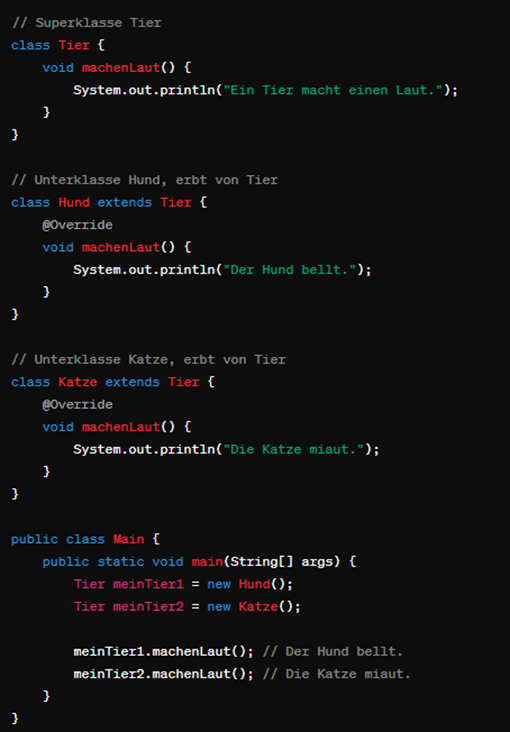 // Superklasse Tier
class Tier {
    void machenLaut() {
        System.out.println("Ein Tier macht einen Laut.");
    }
}

// Unterklasse Hund, erbt von Tier
class Hund extends Tier {
    @Override
    void machenLaut() {
        System.out.println("Der Hund bellt.");
    }
}

// Unterklasse Katze, erbt von Tier
class Katze extends Tier {
    @Override
    void machenLaut() {
        System.out.println("Die Katze miaut.");
    }
}

public class Main {
    public static void main(String[] args) {
        Tier meinTier1 = new Hund();
        Tier meinTier2 = new Katze();

        meinTier1.machenLaut(); // Der Hund bellt.
        meinTier2.machenLaut(); // Die Katze miaut.
    }
}